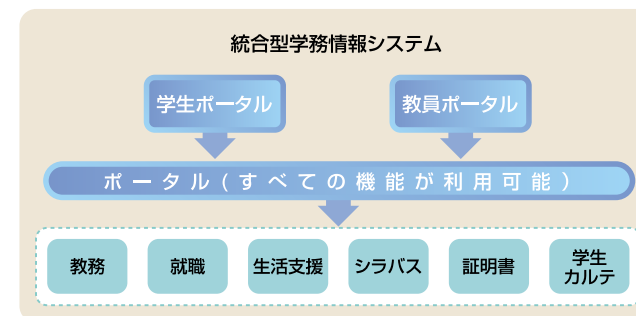 統合型学務情報システム
学生ポータル
教員ポータル
ポータル(すべての機能が利用可能)
教務
就職
生活支援
シラバス
証明書
学生
カルテ